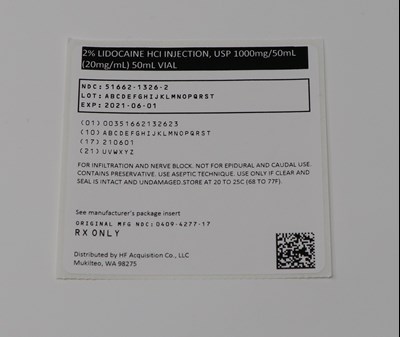 2% LIDOCAINE HCI INJECTION, USP 1000mg/50mL
(20mg/mL) 50mL VIAL
NDC: 51662-1326-2
LOT: ABCDEFGHIJKLMNOPQRST
EXP: 2021-06-01
(01) 00351662132623
(10) ABCDEFGHIJKLMNOPQRST
(17) 210601
(21) UVWXYZ
FOR INFILTRATION AND NERVE BLOCK. NOT FOR EPIDURAL AND CAUDAL USE.
CONTAINS PRESERVATIVE. USE ASEPTIC TECHNIQUE. USE ONLY IF CLEAR AND
SEAL IS INTACT AND UNDAMAGED.STORE AT 20 TO 25C (68 TO 77F).
See manufacturer's package insert
ORIGINAL MFG NDC: 0409-4277-17
RX ONLY
Distributed by HF Acquisition Co., LLC
Mukilteo, WA 98275